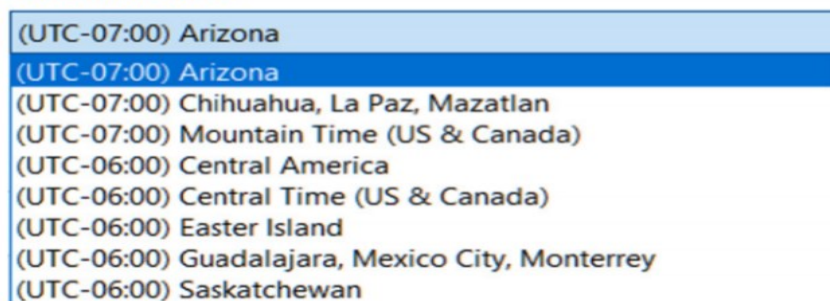 (UTC-07:00) Arizona
(UTC-07:00) Arizona
(UTC-07:00) Chihuahua, La Paz, Mazatlan
(UTC-07:00) Mountain Time (US & Canada)
(UTC-06:00) Central America
(UTC-06:00) Central Time (US & Canada)
(UTC-06:00) Easter Island
(UTC-06:00) Guadalajara, Mexico City, Monterrey
(UTC-06:00) Saskatchewan